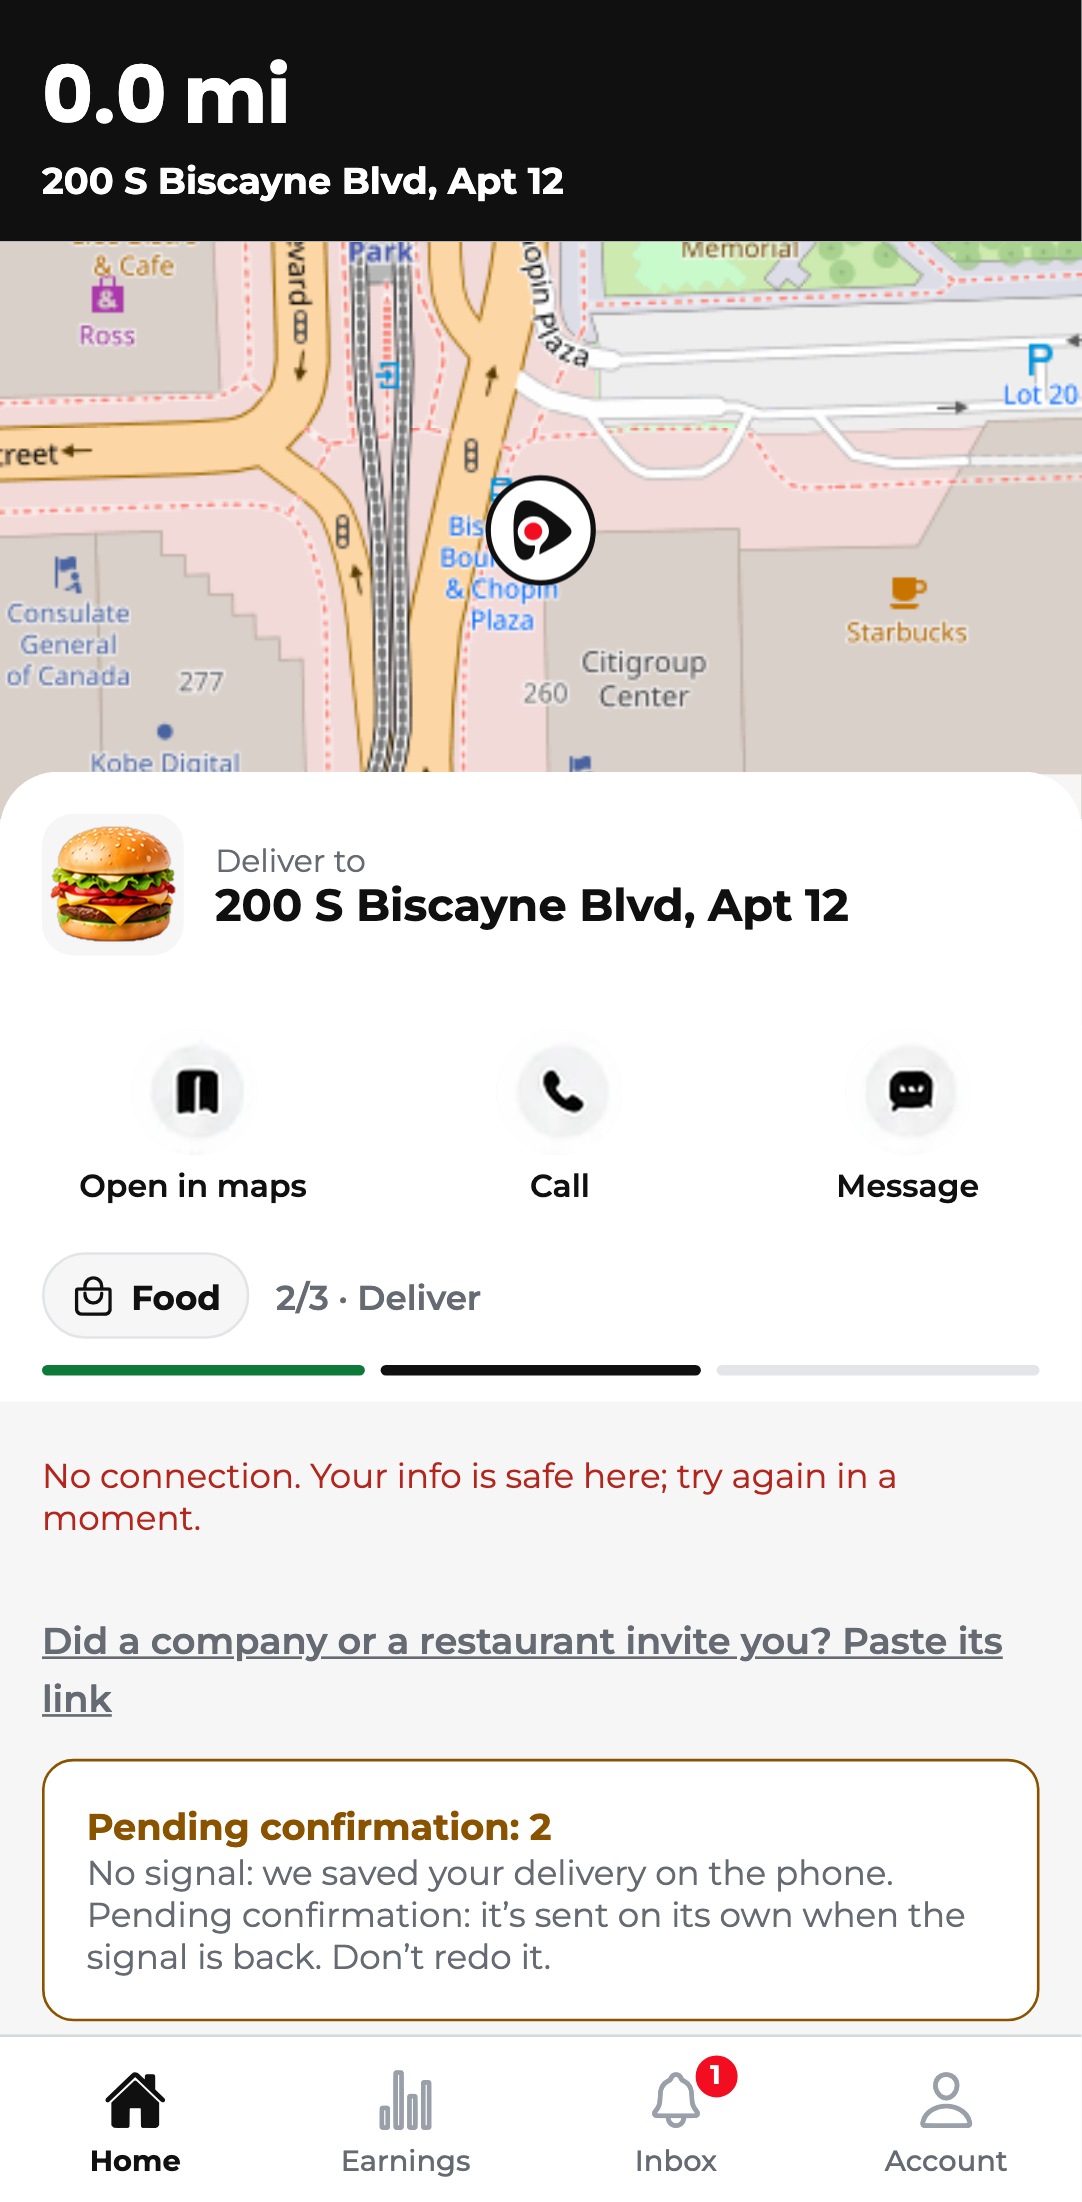 0.0 mi
200 S Biscayne Blvd, Apt 12
& Cafe
Ross
ward
Park
opin Plaza
Memorial
P
Lot 20
treet
Bis
Boul
& Chopin
Plaza
Consulate
General
of Canada
277
Kobe Digital
260
Citigroup
Center
Starbucks
Deliver to
200 S Biscayne Blvd, Apt 12
Open in maps
Call
Message
Food
2/3 · Deliver
No connection. Your info is safe here; try again in a
moment.
Did a company or a restaurant invite you? Paste its
link
Pending confirmation: 2
No signal: we saved your delivery on the phone.
Pending confirmation: it’s sent on its own when the
signal is back. Don’t redo it.
1
Home
Earnings
Inbox
Account